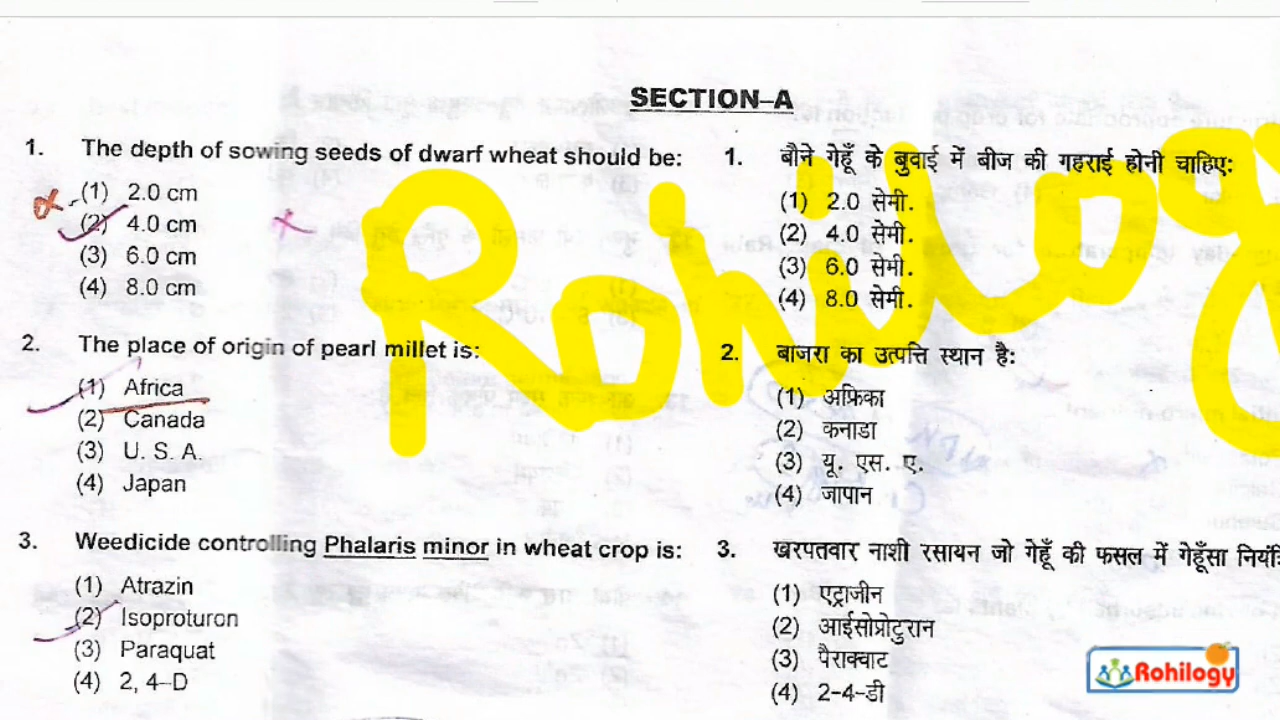 SECTION–A
1. The depth of sowing seeds of dwarf wheat should be:
(1) 2.0 cm
(2) 4.0 cm
(3) 6.0 cm
(4) 8.0 cm
2. The place of origin of pearl millet is:
(1) Africa
(2) Canada
(3) U. S. A.
(4) Japan
3. Weedicide controlling Phalaris minor in wheat crop is:
(1) Atrazin
(2) Isoproturon
(3) Paraquat
(4) 2, 4–D
1. बौने गेहूँ के बुवाई में बीज की गहराई होनी चाहिए:
(1) 2.0 सेमी.
(2) 4.0 सेमी.
(3) 6.0 सेमी.
(4) 8.0 सेमी.
2. बाजरा का उत्पत्ति स्थान है:
(1) अफ्रिका
(2) कनाडा
(3) यू. एस. ए.
(4) जापान
3. खरपतवार नाशी रसायन जो गेहूँ की फसल में गेहूँसा
(1) एट्राजीन
(2) आईसोप्रोटुरान
(3) पैराक्वाट
(4) 2-4-डी
Rohilogy
Rohilogy